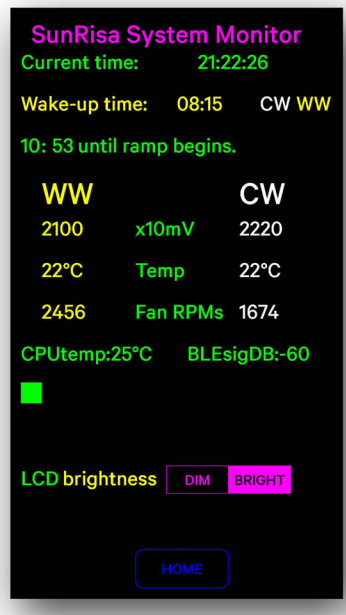 SunRisa System Monitor
Current time: 21:22:26
Wake-up time: 08:15 CW WW
10: 53 until ramp begins.
WW CW
2100 x10mV 2220
22°C Temp 22°C
2456 Fan RPMs 1674
CPUtemp:25°C BLEsigDB:-60
LCD brightness DIM BRIGHT
HOME